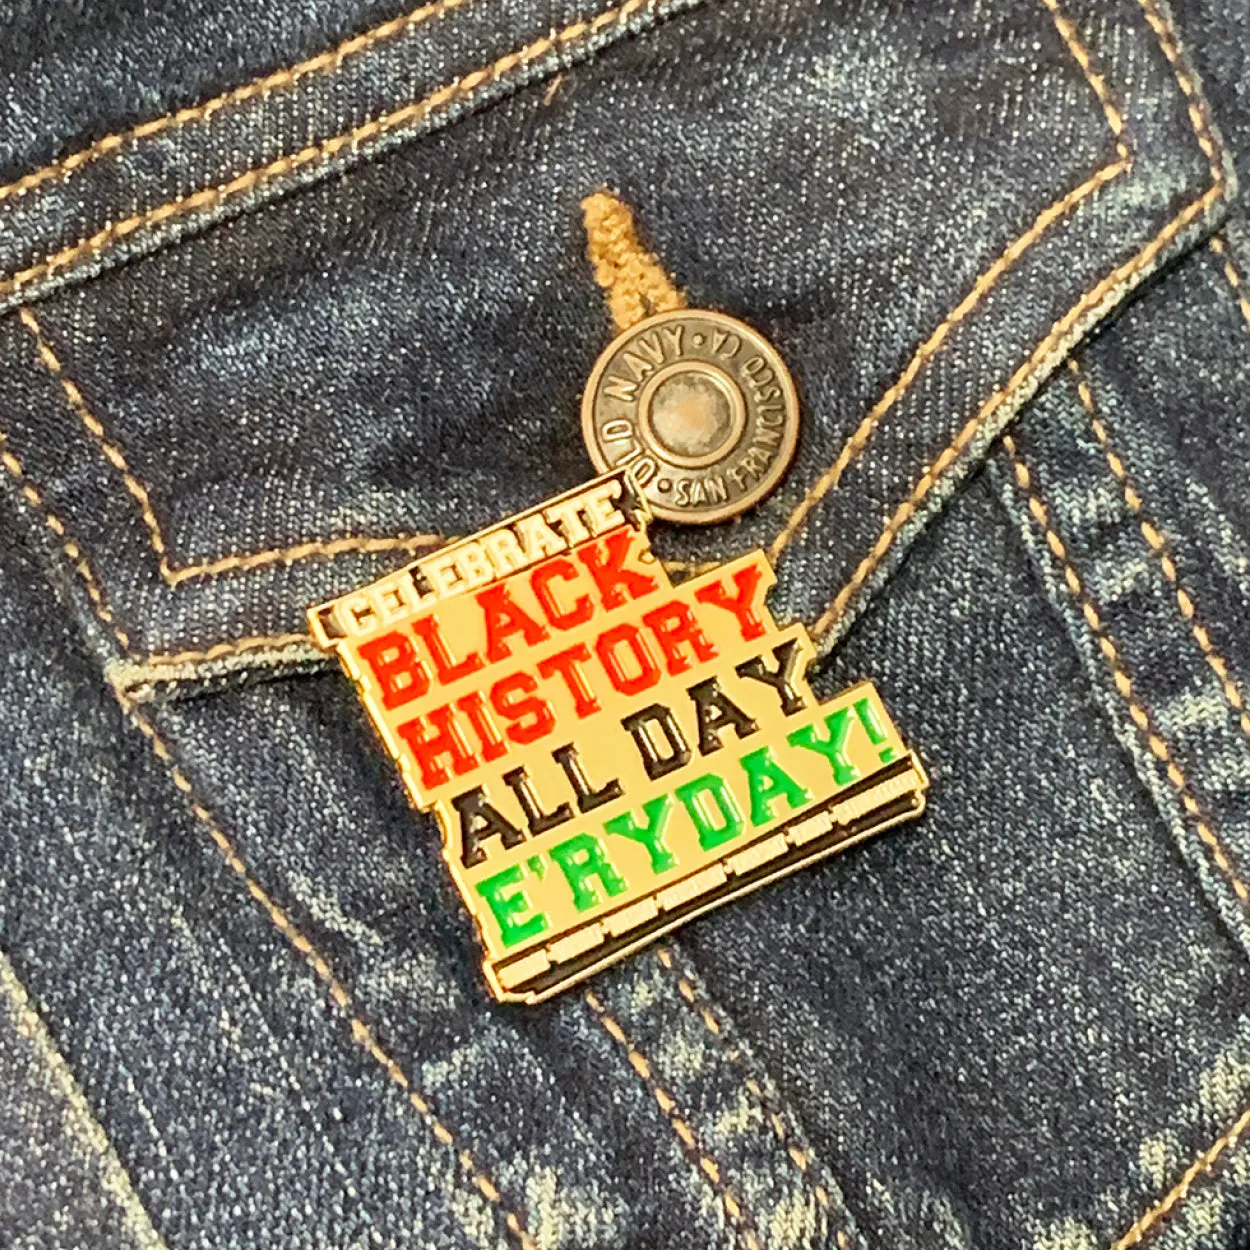 OLD NAVY • SAN FRANCISCO CA •
CELEBRATE
BLACK
HISTORY
ALL DAY
E'RYDAY!